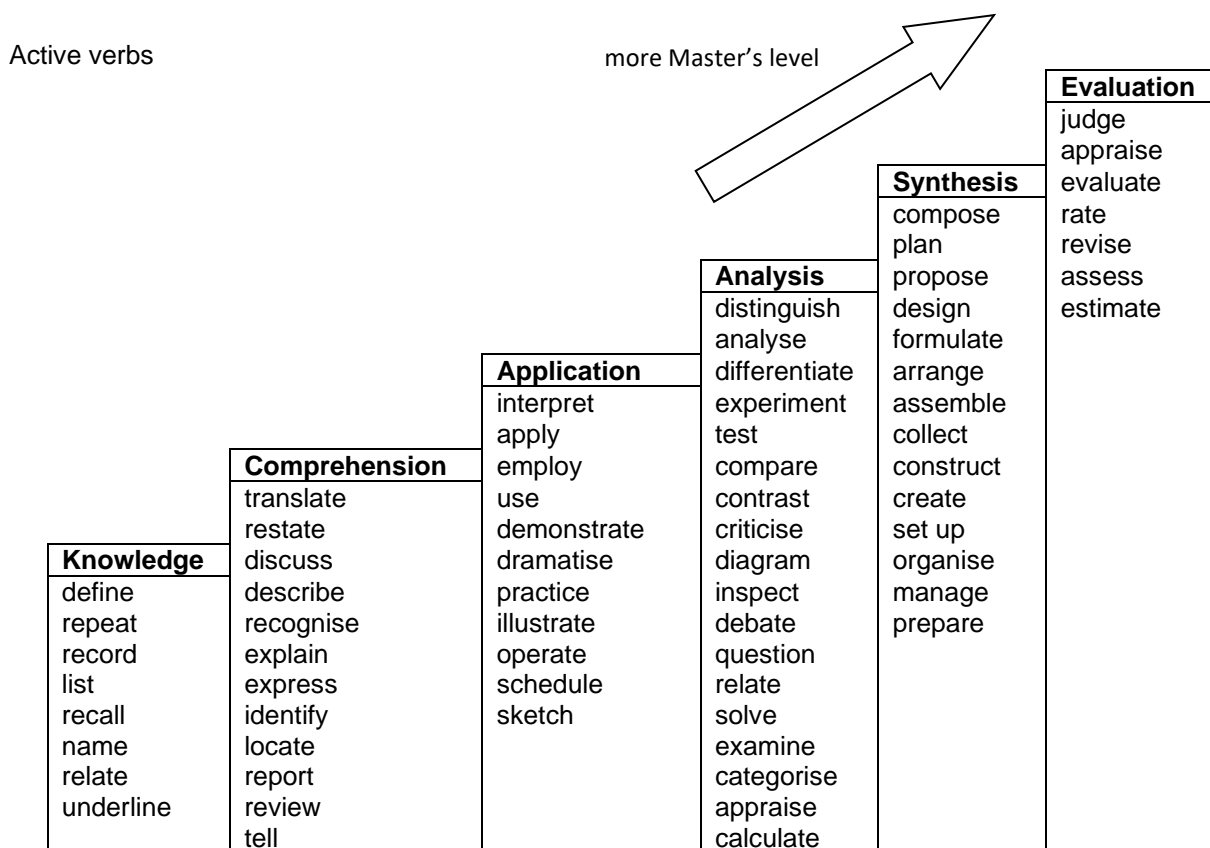 Active verbs
more Master’s level
Knowledge
define
repeat
record
list
recall
name
relate
underline
Comprehension
translate
restate
discuss
describe
recognise
explain
express
identify
locate
report
review
tell
Application
interpret
apply
employ
use
demonstrate
dramatise
practice
illustrate
operate
schedule
sketch
Analysis
distinguish
analyse
differentiate
experiment
test
compare
contrast
criticise
diagram
inspect
debate
question
relate
solve
examine
categorise
appraise
calculate
Synthesis
compose
plan
propose
design
formulate
arrange
assemble
collect
construct
create
set up
organise
manage
prepare
Evaluation
judge
appraise
evaluate
rate
revise
assess
estimate